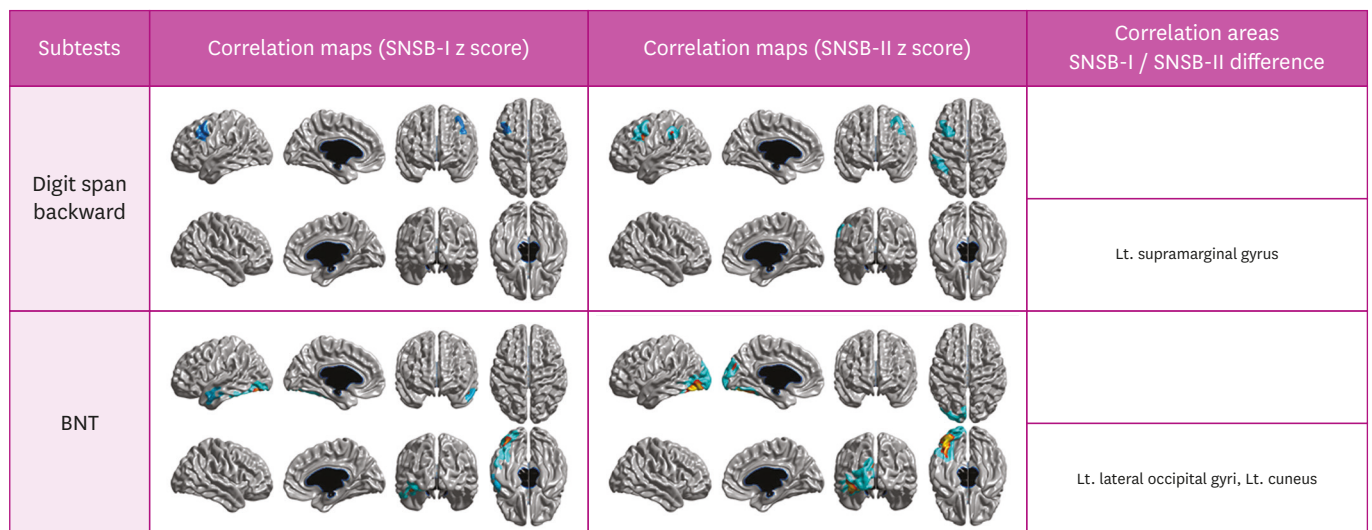 Subtests
Correlation maps (SNSB-I z score)
Correlation maps (SNSB-II z score)
Correlation areas
SNSB-I / SNSB-II difference
Digit span
backward
Lt. supramarginal gyrus
BNT
Lt. lateral occipital gyri, Lt. cuneus